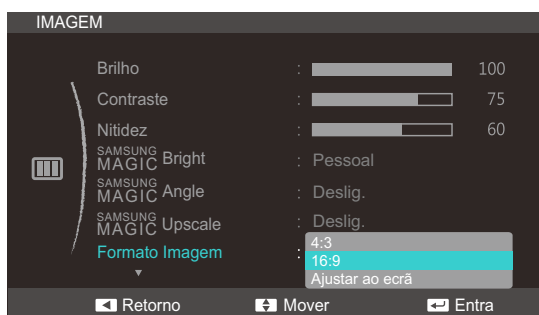 IMAGEM
Brilho : 100
Contraste : 75
Nitidez : 60
SAMSUNG MAGIC Bright : Pessoal
SAMSUNG MAGIC Angle : Deslig.
SAMSUNG MAGIC Upscale : Deslig.
Formato Imagem : 4:3
16:9
Ajustar ao ecrã
Retorno Mover Entra